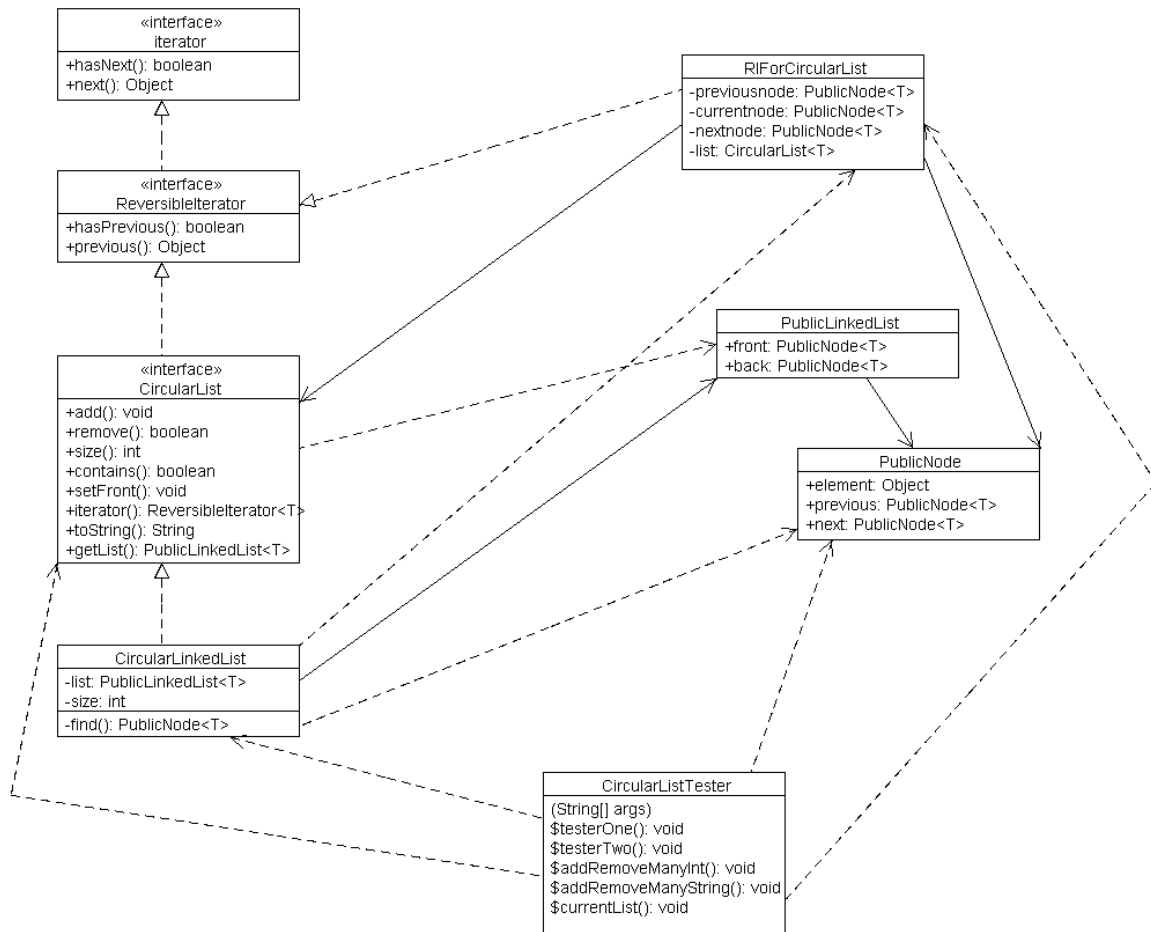 «interface»
iterator
+hasNext(): boolean
+next(): Object
«interface»
ReversibleIterator
+hasPrevious(): boolean
+previous(): Object
«interface»
CircularList
+add(): void
+remove(): boolean
+size(): int
+contains(): boolean
+setFront(): void
+iterator(): ReversibleIterator<T>
+toString(): String
+getList(): PublicLinkedList<T>
CircularLinkedList
-list: PublicLinkedList<T>
-size: int
-find(): PublicNode<T>
RIForCircularList
-previousnode: PublicNode<T>
-currentnode: PublicNode<T>
-nextnode: PublicNode<T>
-list: CircularList<T>
PublicLinkedList
+front: PublicNode<T>
+back: PublicNode<T>
PublicNode
+element: Object
+previous: PublicNode<T>
+next: PublicNode<T>
CircularListTester
(String[] args)
$testerOne(): void
$testerTwo(): void
$addRemoveManyInt(): void
$addRemoveManyString(): void
$currentList(): void